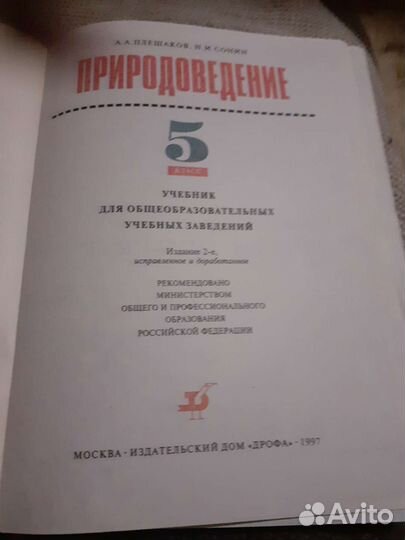 А.А.ПЛЕШАКОВ, Н.И.СОНИН
ПРИРОДОВЕДЕНИЕ
5
КЛАСС
УЧЕБНИК
ДЛЯ ОБЩЕОБРАЗОВАТЕЛЬНЫХ
УЧЕБНЫХ ЗАВЕДЕНИЙ
Издание 2-е,
исправленное и доработанное
РЕКОМЕНДОВАНО
МИНИСТЕРСТВОМ
ОБЩЕГО И ПРОФЕССИОНАЛЬНОГО
ОБРАЗОВАНИЯ
РОССИЙСКОЙ ФЕДЕРАЦИИ
МОСКВА · ИЗДАТЕЛЬСКИЙ ДОМ «ДРОФА» · 1997
Avito